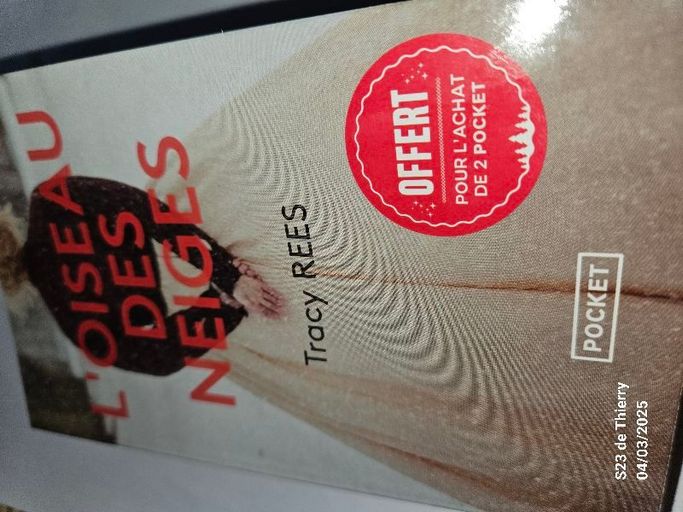 L'OISEAU
DES
NEIGES
Tracy REES
OFFERT
POUR L'ACHAT
DE 2 POCKET
POCKET
S23 de Thierry
04/03/2025